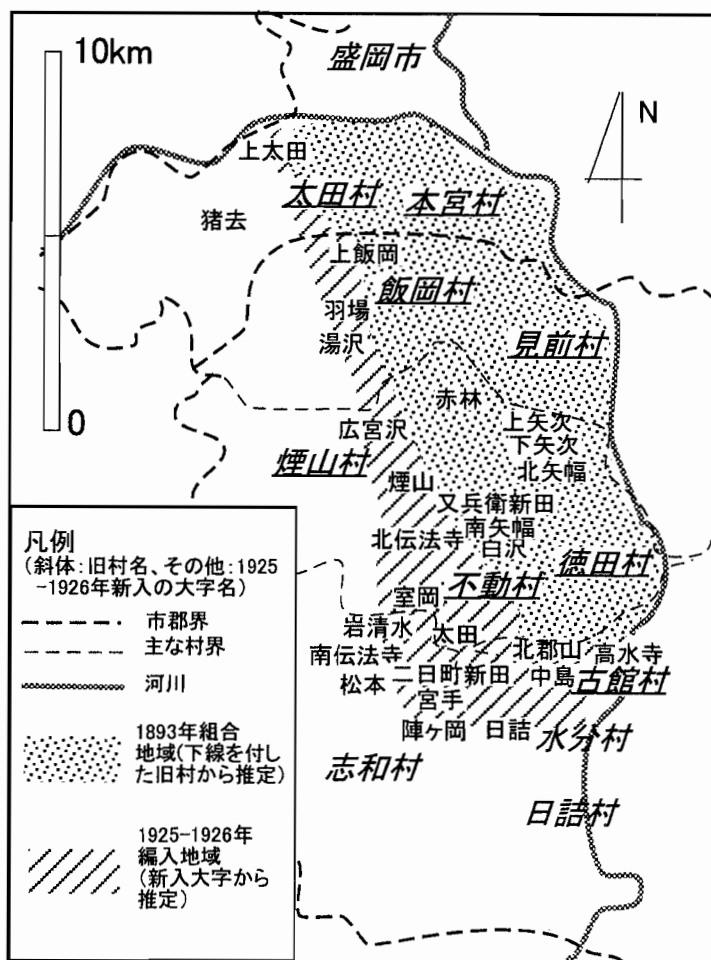 10km
盛岡市
N
上太田
太田村
本宮村
猪去
上飯岡
飯岡村
羽場
見前村
湯沢
赤林
0
広宮沢
上矢次
下矢次
煙山村
北矢幅
煙山
又兵衛新田
南矢幅
北伝法寺
白沢
徳田村
不動村
室岡
岩清水
太田
北郡山
高水寺
南伝法寺
二日町新田
中島
古館村
松本
宮手
陣ヶ岡
日詰
水分村
志和村
日詰村
凡例
(斜体:旧村名、その他:1925
-1926年新入の大字名)
市郡界
主な村界
河川
1893年組合
地域(下線を付し
た旧村から推定)
1925-1926年
編入地域
(新入大字から
推定)